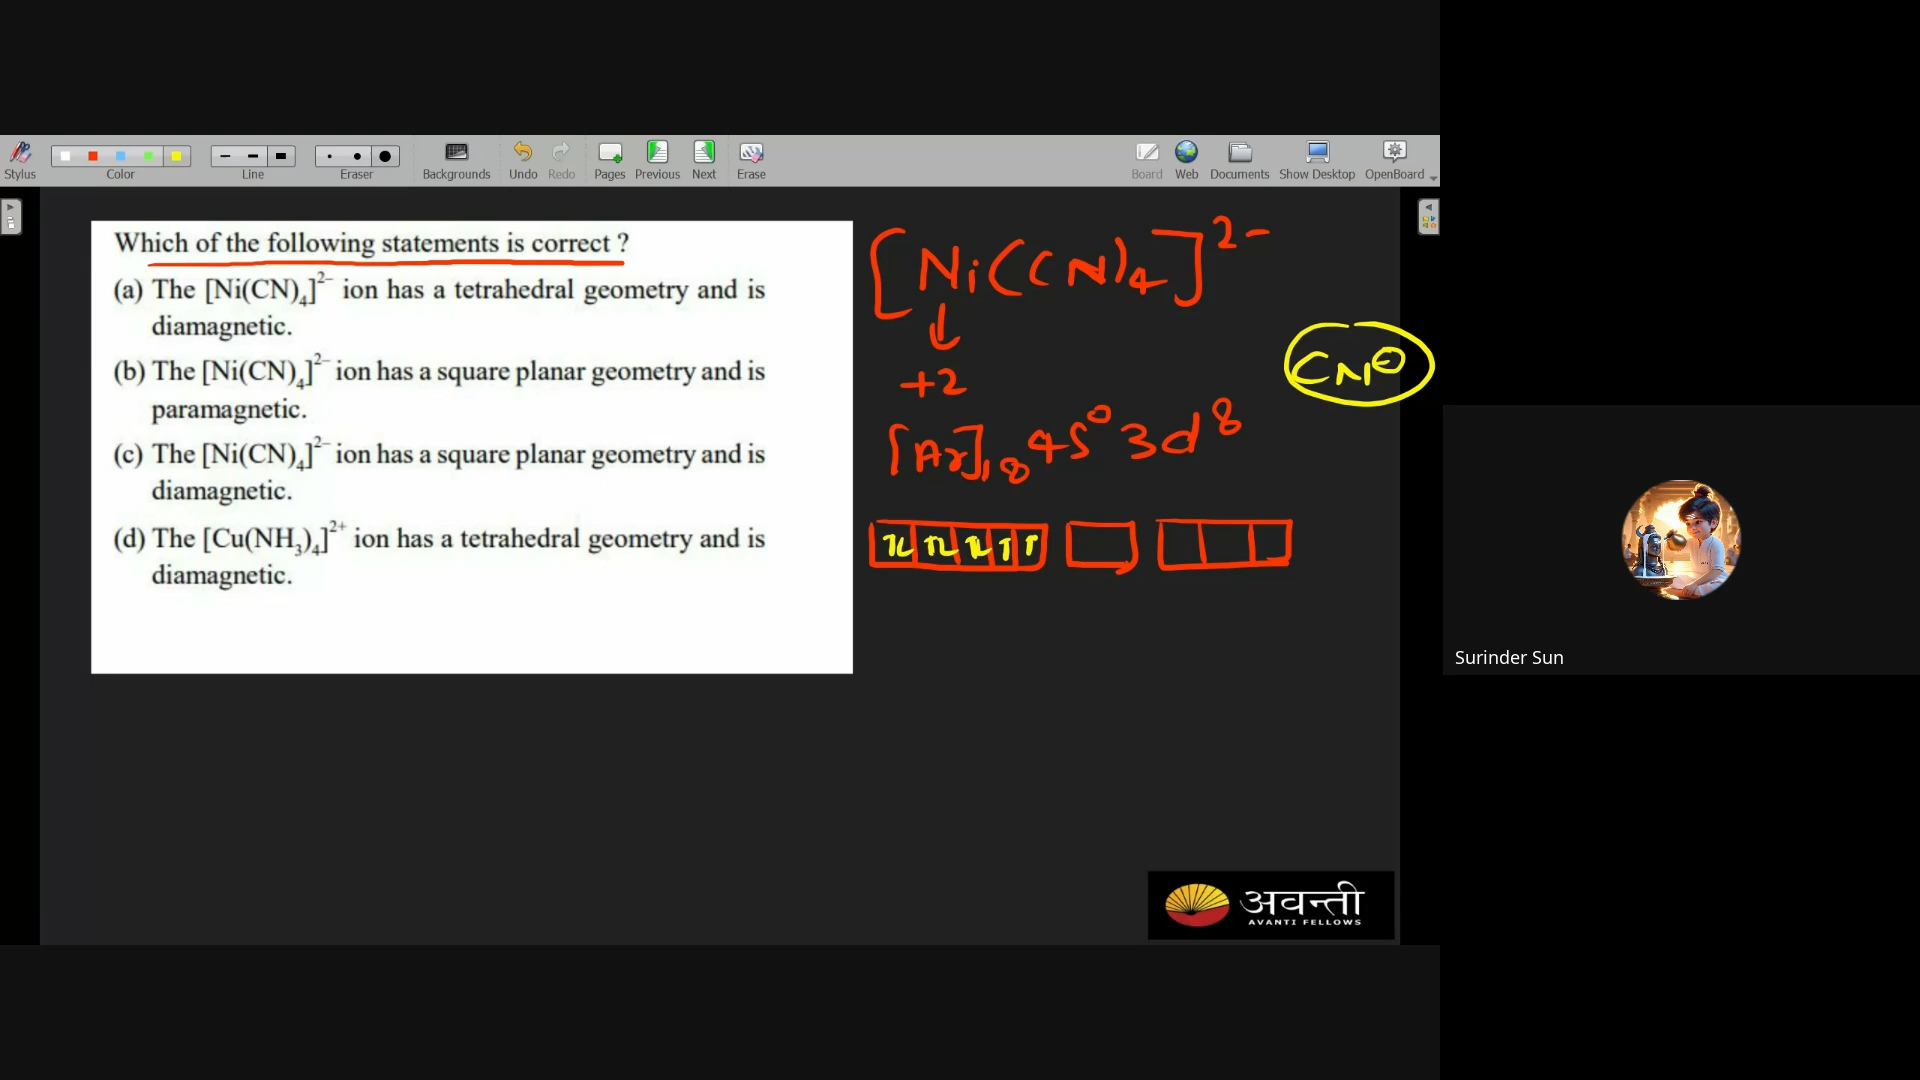 Stylus Color Line Eraser Backgrounds Undo Redo Pages Previous Next Erase Board Web Documents Show Desktop OpenBoard
Which of the following statements is correct ?
(a) The [Ni(CN)₄]²⁻ ion has a tetrahedral geometry and is
diamagnetic.
(b) The [Ni(CN)₄]²⁻ ion has a square planar geometry and is
paramagnetic.
(c) The [Ni(CN)₄]²⁻ ion has a square planar geometry and is
diamagnetic.
(d) The [Cu(NH₃)₄]²⁺ ion has a tetrahedral geometry and is
diamagnetic.
[Ni(CN)₄]²⁻
↓
+2
CN⊖
[Ar]₁₈ 4s⁰ 3d⁸
⥮ ⥮ ⥮ ↑ ↑
Surinder Sun
अवन्ती
AVANTI FELLOWS